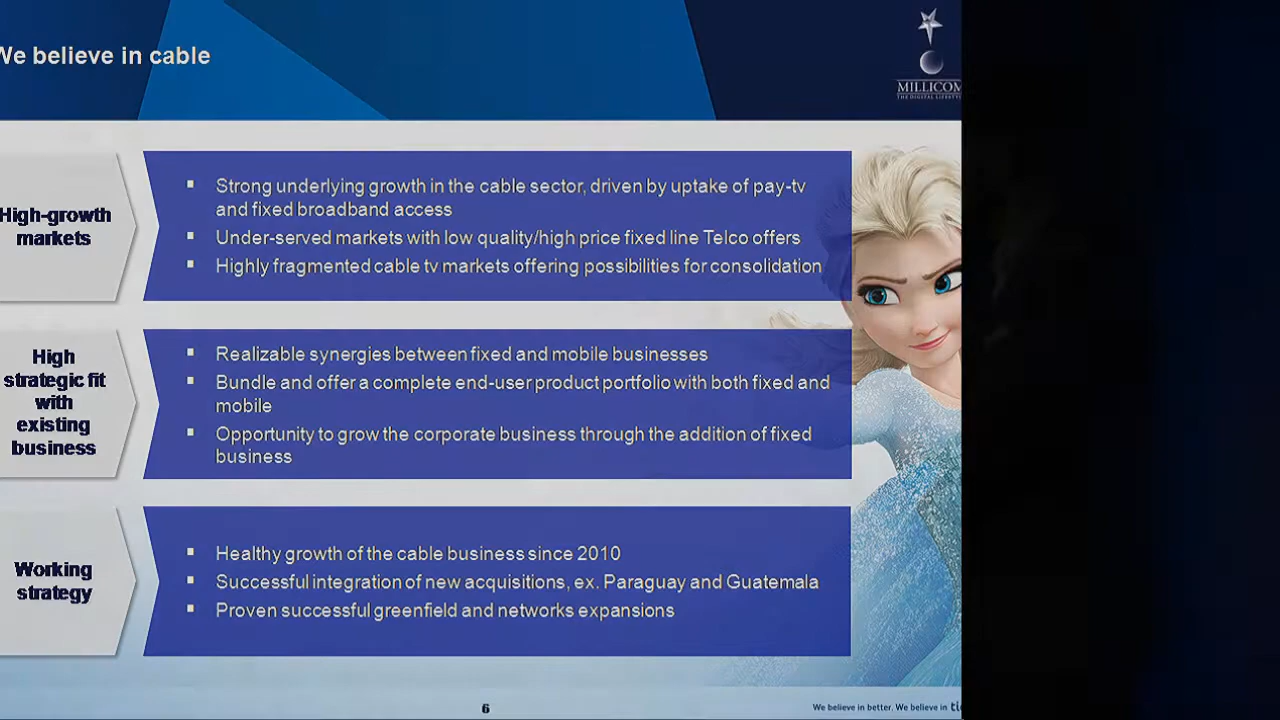 We believe in cable
MILLICOM
THE DIGITAL LIFESTYLE
High-growth
markets
▪ Strong underlying growth in the cable sector, driven by uptake of pay-tv
and fixed broadband access
▪ Under-served markets with low quality/high price fixed line Telco offers
▪ Highly fragmented cable tv markets offering possibilities for consolidation
High
strategic fit
with
existing
business
▪ Realizable synergies between fixed and mobile businesses
▪ Bundle and offer a complete end-user product portfolio with both fixed and
mobile
▪ Opportunity to grow the corporate business through the addition of fixed
business
Working
strategy
▪ Healthy growth of the cable business since 2010
▪ Successful integration of new acquisitions, ex. Paraguay and Guatemala
▪ Proven successful greenfield and networks expansions
6
We believe in better. We believe in